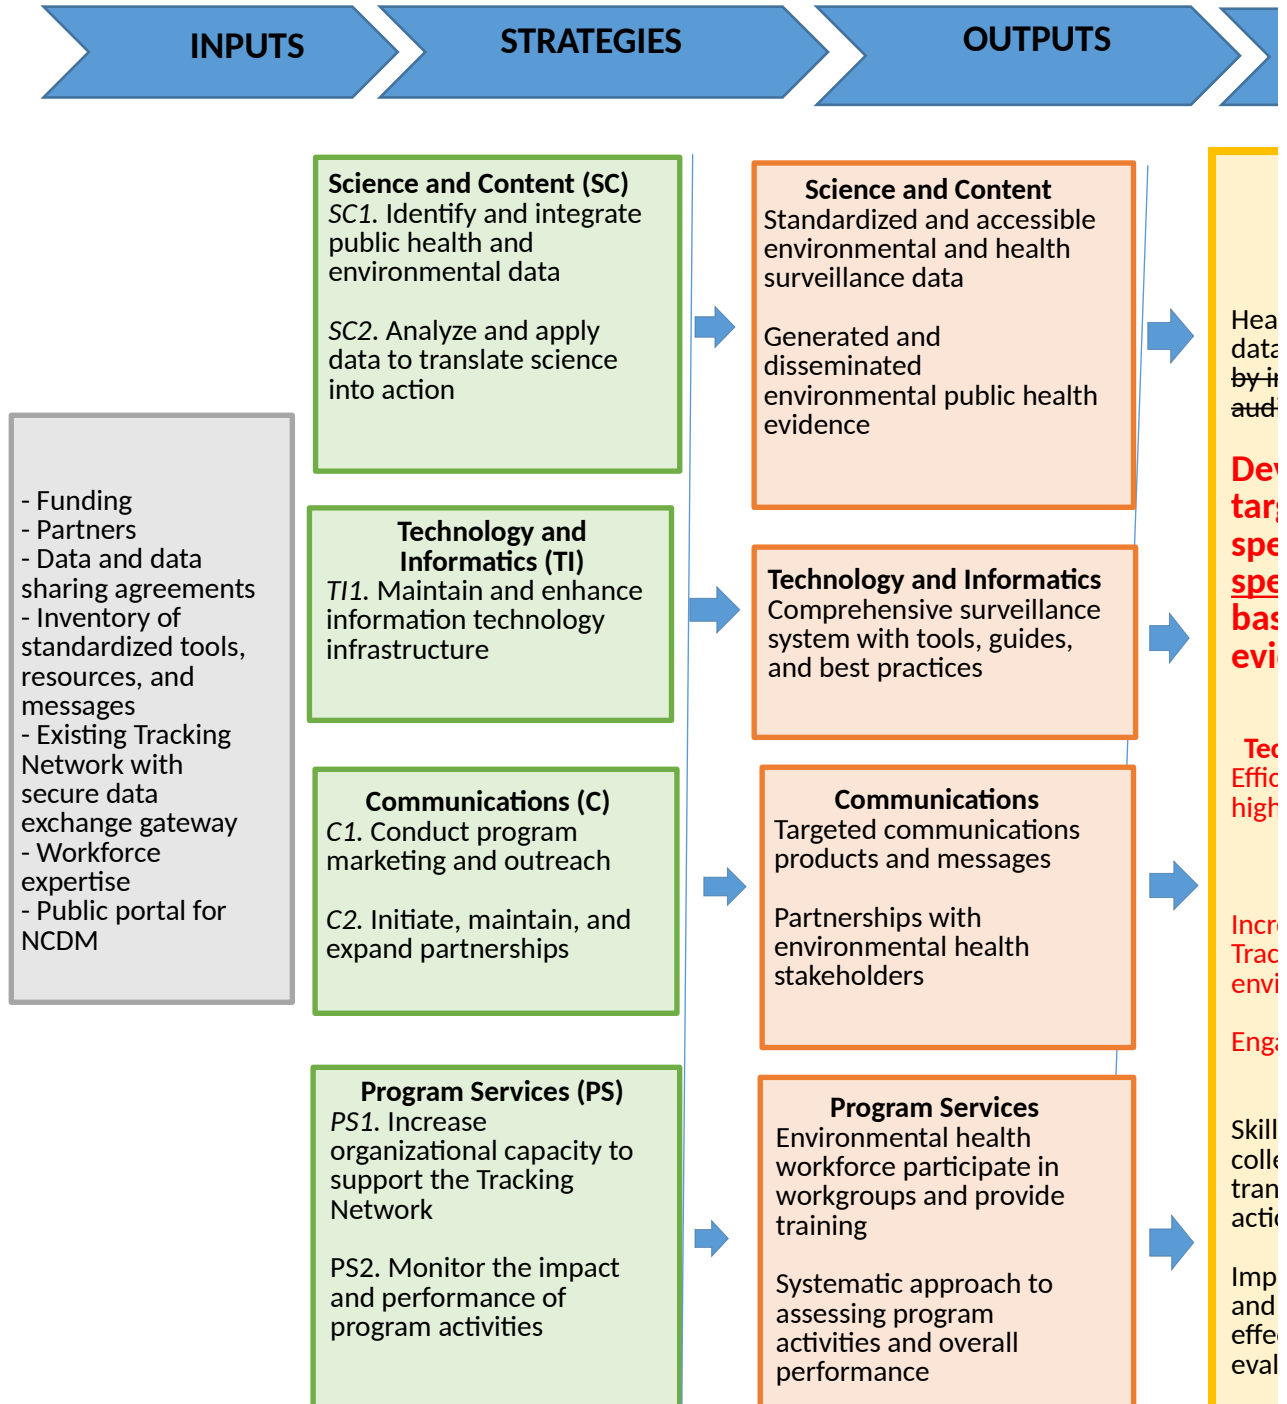 INPUTS
STRATEGIES
OUTPUTS
- Funding
- Partners
- Data and data
sharing agreements
- Inventory of
standardized tools,
resources, and
messages
- Existing Tracking
Network with
secure data
exchange gateway
- Workforce
expertise
- Public portal for
NCDM
Science and Content (SC)
SC1. Identify and integrate
public health and
environmental data
SC2. Analyze and apply
data to translate science
into action
Technology and
Informatics (TI)
TI1. Maintain and enhance
information technology
infrastructure
Communications (C)
C1. Conduct program
marketing and outreach
C2. Initiate, maintain, and
expand partnerships
Program Services (PS)
PS1. Increase
organizational capacity to
support the Tracking
Network
PS2. Monitor the impact
and performance of
program activities
Science and Content
Standardized and accessible
environmental and health
surveillance data
Generated and
disseminated
environmental public health
evidence
Technology and Informatics
Comprehensive surveillance
system with tools, guides,
and best practices
Communications
Targeted communications
products and messages
Partnerships with
environmental health
stakeholders
Program Services
Environmental health
workforce participate in
workgroups and provide
training
Systematic approach to
assessing program
activities and overall
performance
data
by
Skill
and